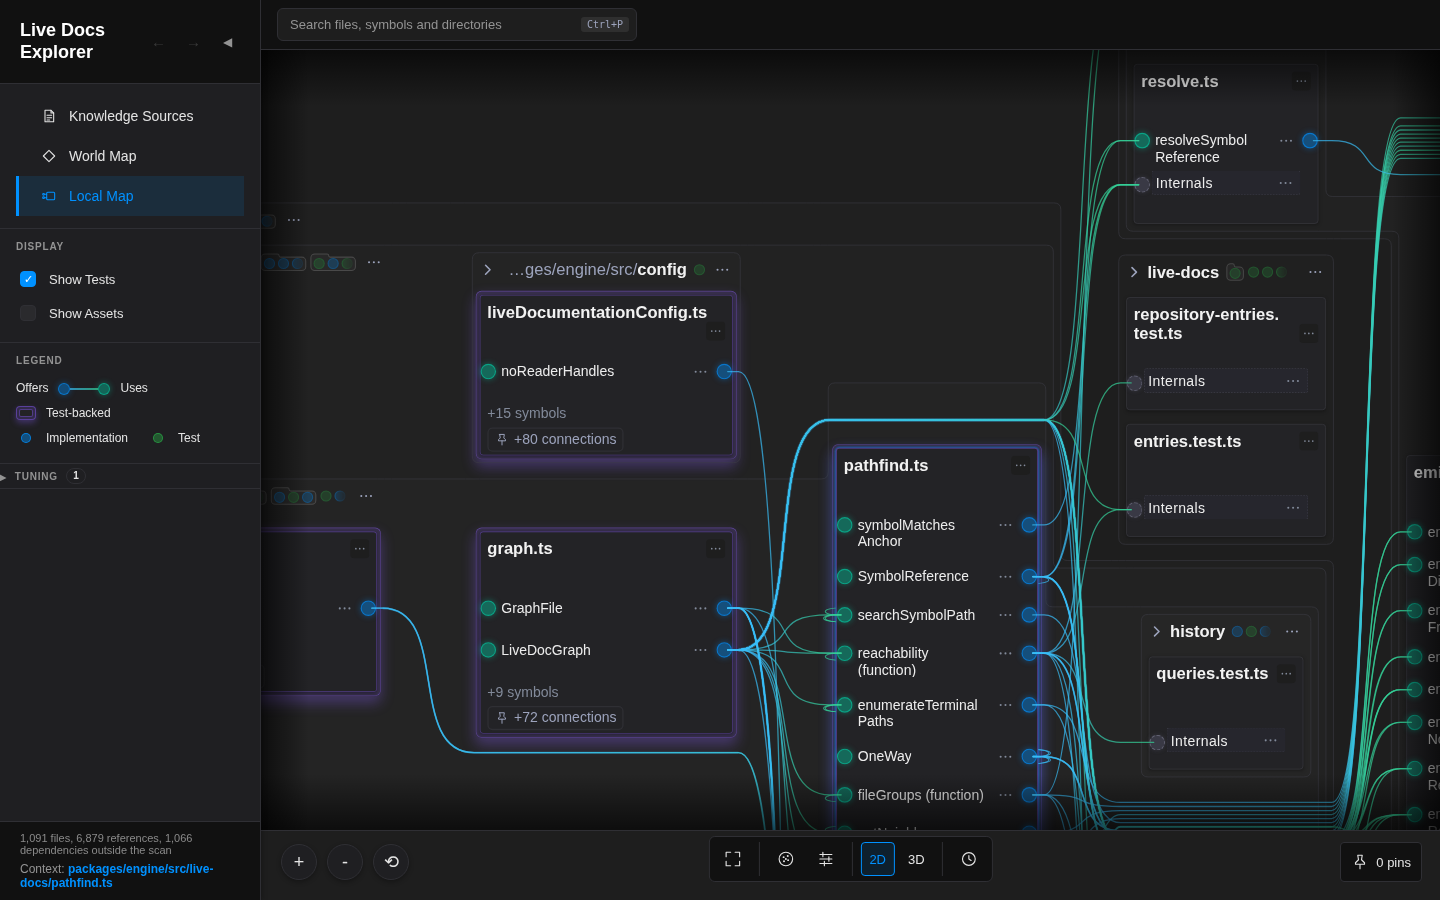 Live Docs
Explorer
Search files, symbols and directories
Ctrl+P
Knowledge Sources
World Map
Local Map
DISPLAY
Show Tests
Show Assets
LEGEND
Offers
Uses
Test-backed
Implementation
Test
TUNING
1
1,091 files, 6,879 references, 1,066
dependencies outside the scan
Context: packages/engine/src/live-
docs/pathfind.ts
…ges/engine/src/config
liveDocumentationConfig.ts
noReaderHandles
+15 symbols
+80 connections
graph.ts
GraphFile
LiveDocGraph
+9 symbols
+72 connections
pathfind.ts
symbolMatches
Anchor
SymbolReference
searchSymbolPath
reachability
(function)
enumerateTerminal
Paths
OneWay
fileGroups (function)
resolve.ts
resolveSymbol
Reference
Internals
live-docs
repository-entries.
test.ts
Internals
entries.test.ts
Internals
history
queries.test.ts
Internals
+
-
2D
3D
0 pins